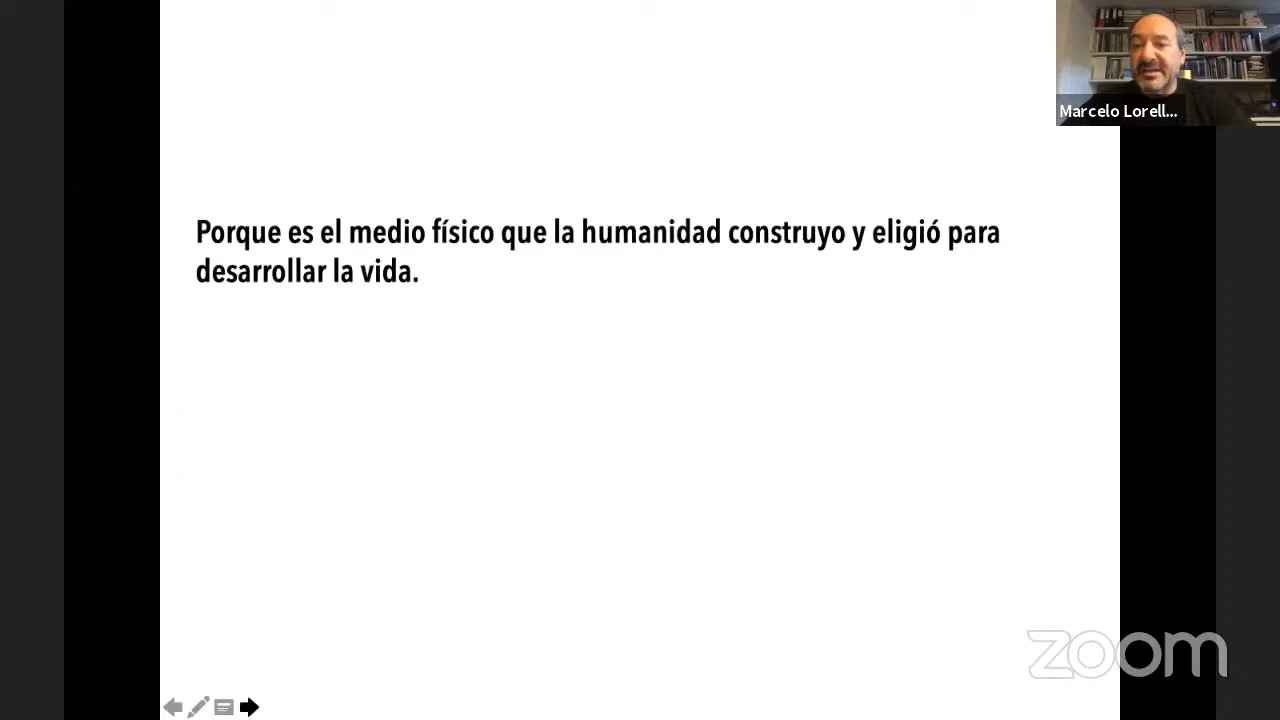 Marcelo Lorell...
Porque es el medio físico que la humanidad construyo y eligió para
desarrollar la vida.
zoom